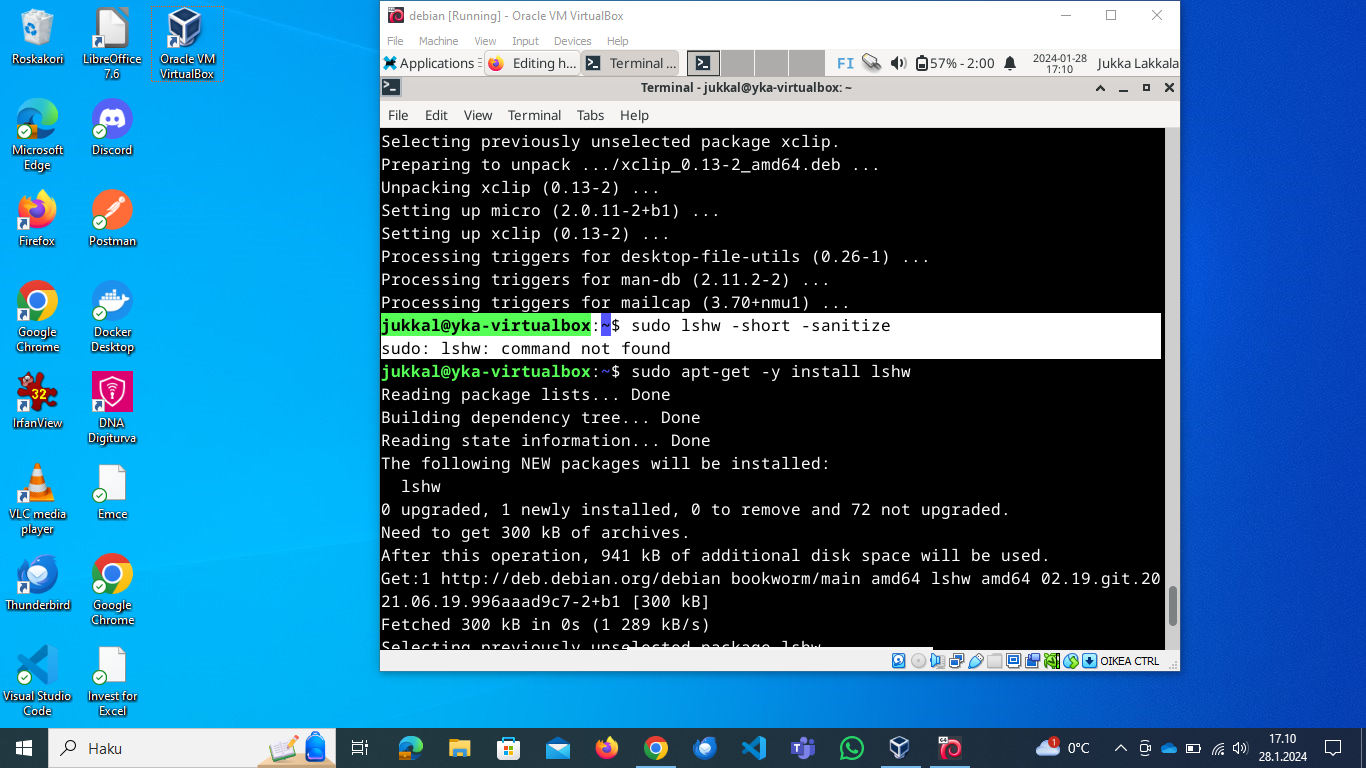 Roskakori
LibreOffice 7.6
Oracle VM VirtualBox
Microsoft Edge
Discord
Firefox
Postman
Google Chrome
Docker Desktop
32
IrfanView
DNA Digiturva
VLC media player
Emce
Thunderbird
Google Chrome
Visual Studio Code
Invest for Excel
debian [Running] - Oracle VM VirtualBox
File Machine View Input Devices Help
Applications Editing h... Terminal ... FI 57% - 2:00 2024-01-28 17:10 Jukka Lakkala
Terminal - jukkal@yka-virtualbox: ~
File Edit View Terminal Tabs Help
Selecting previously unselected package xclip.
Preparing to unpack .../xclip_0.13-2_amd64.deb ...
Unpacking xclip (0.13-2) ...
Setting up micro (2.0.11-2+b1) ...
Setting up xclip (0.13-2) ...
Processing triggers for desktop-file-utils (0.26-1) ...
Processing triggers for man-db (2.11.2-2) ...
Processing triggers for mailcap (3.70+nmu1) ...
jukkal@yka-virtualbox:~$ sudo lshw -short -sanitize
sudo: lshw: command not found
jukkal@yka-virtualbox:~$ sudo apt-get -y install lshw
Reading package lists... Done
Building dependency tree... Done
Reading state information... Done
The following NEW packages will be installed:
lshw
0 upgraded, 1 newly installed, 0 to remove and 72 not upgraded.
Need to get 300 kB of archives.
After this operation, 941 kB of additional disk space will be used.
Get:1 http://deb.debian.org/debian bookworm/main amd64 lshw amd64 02.19.git.20
21.06.19.996aaad9c7-2+b1 [300 kB]
Fetched 300 kB in 0s (1 289 kB/s)
Selecting previously unselected package lshw.
OIKEA CTRL
Haku
1
0°C
17.10
28.1.2024